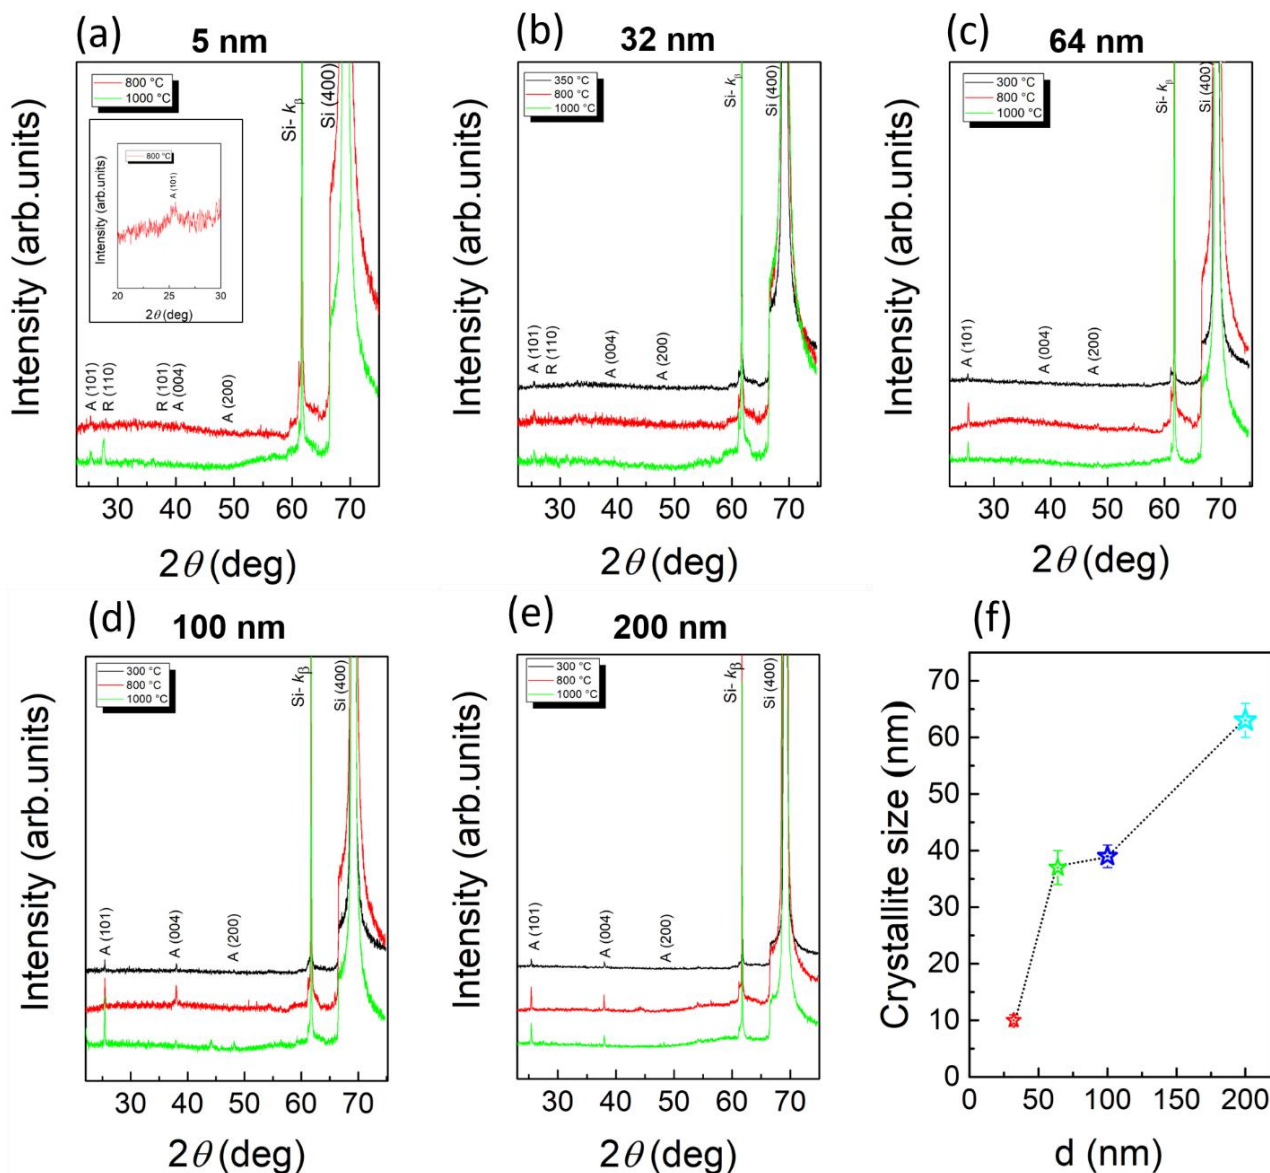 (a)
5 nm
800 °C
1000 °C
Intensity (arb.units)
800 °C
A (101)
Intensity (arb.units)
20 25 30
2θ (deg)
Si- kβ
Si (400)
A (101)
R (110)
R (101)
A (004)
A (200)
30 40 50 60 70
2θ (deg)
(b)
32 nm
350 °C
800 °C
1000 °C
Intensity (arb.units)
Si- kβ
Si (400)
A (101)
R (110)
A (004)
A (200)
30 40 50 60 70
2θ (deg)
(c)
64 nm
300 °C
800 °C
1000 °C
Intensity (arb.units)
Si- kβ
Si (400)
A (101)
A (004)
A (200)
30 40 50 60 70
2θ (deg)
(d)
100 nm
300 °C
800 °C
1000 °C
Intensity (arb.units)
Si- kβ
Si (400)
A (101)
A (004)
A (200)
30 40 50 60 70
2θ (deg)
(e)
200 nm
300 °C
800 °C
1000 °C
Intensity (arb.units)
Si- kβ
Si (400)
A (101)
A (004)
A (200)
30 40 50 60 70
2θ (deg)
(f)
Crystallite size (nm)
70
60
50
40
30
20
10
0
0 50 100 150 200
d (nm)